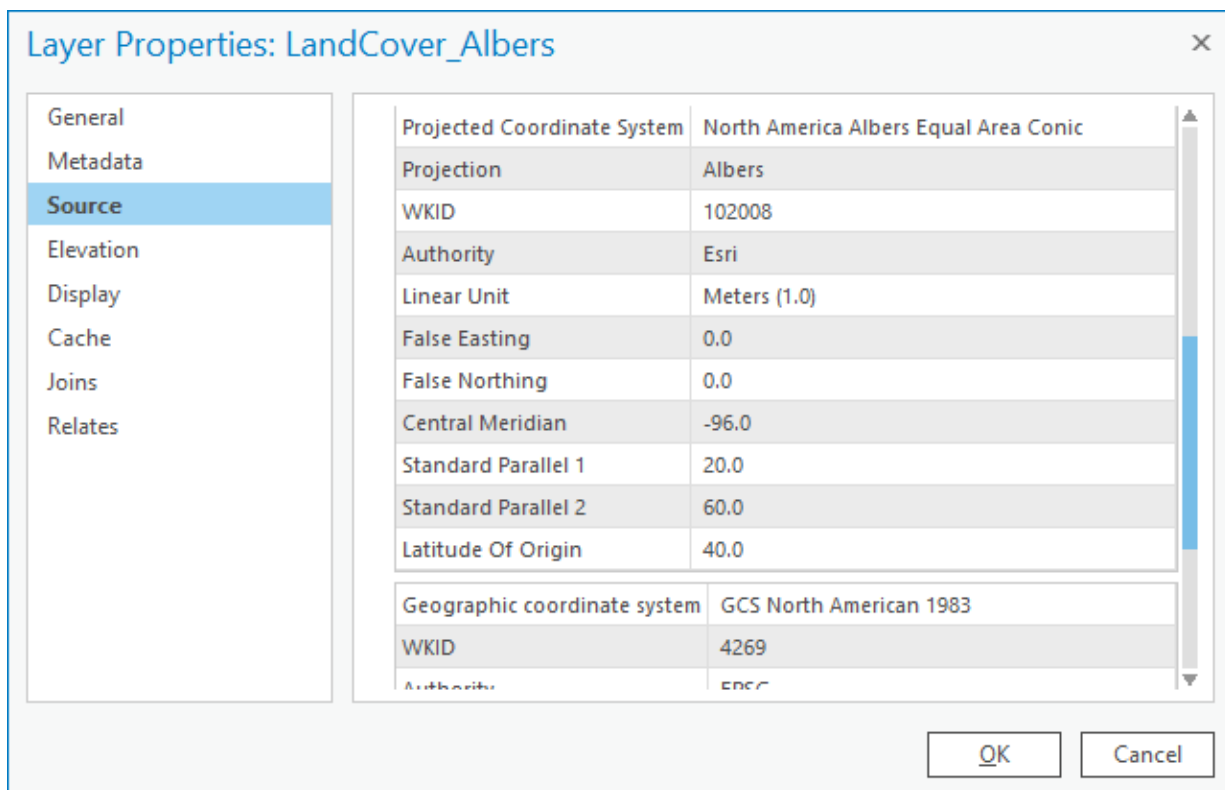 Layer Properties: LandCover_Albers
General
Metadata
Source
Elevation
Display
Cache
Joins
Relates
Projected Coordinate System North America Albers Equal Area Conic
Projection Albers
WKID 102008
Authority Esri
Linear Unit Meters (1.0)
False Easting 0.0
False Northing 0.0
Central Meridian -96.0
Standard Parallel 1 20.0
Standard Parallel 2 60.0
Latitude Of Origin 40.0
Geographic coordinate system GCS North American 1983
WKID 4269
Authority EPSG
OK Cancel